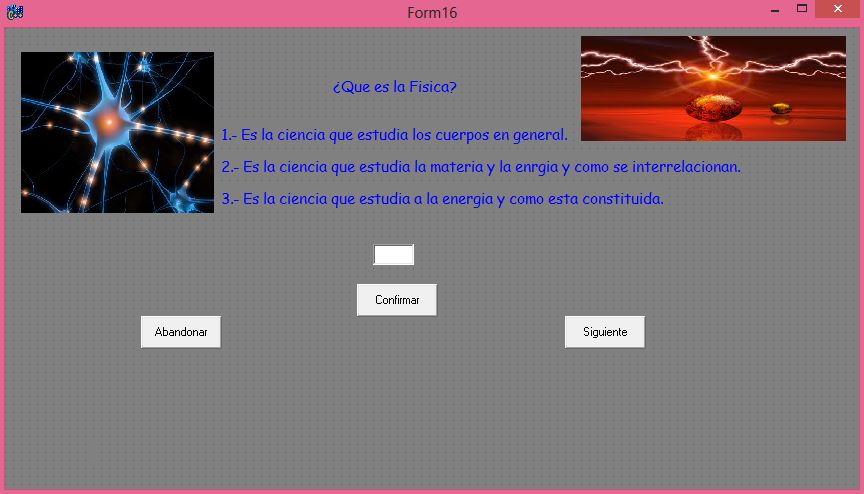 Form16
¿Que es la Fisica?
1.- Es la ciencia que estudia los cuerpos en general.
2.- Es la ciencia que estudia la materia y la enrgia y como se interrelacionan.
3.- Es la ciencia que estudia a la energia y como esta constituida.
Confirmar
Abandonar
Siguiente